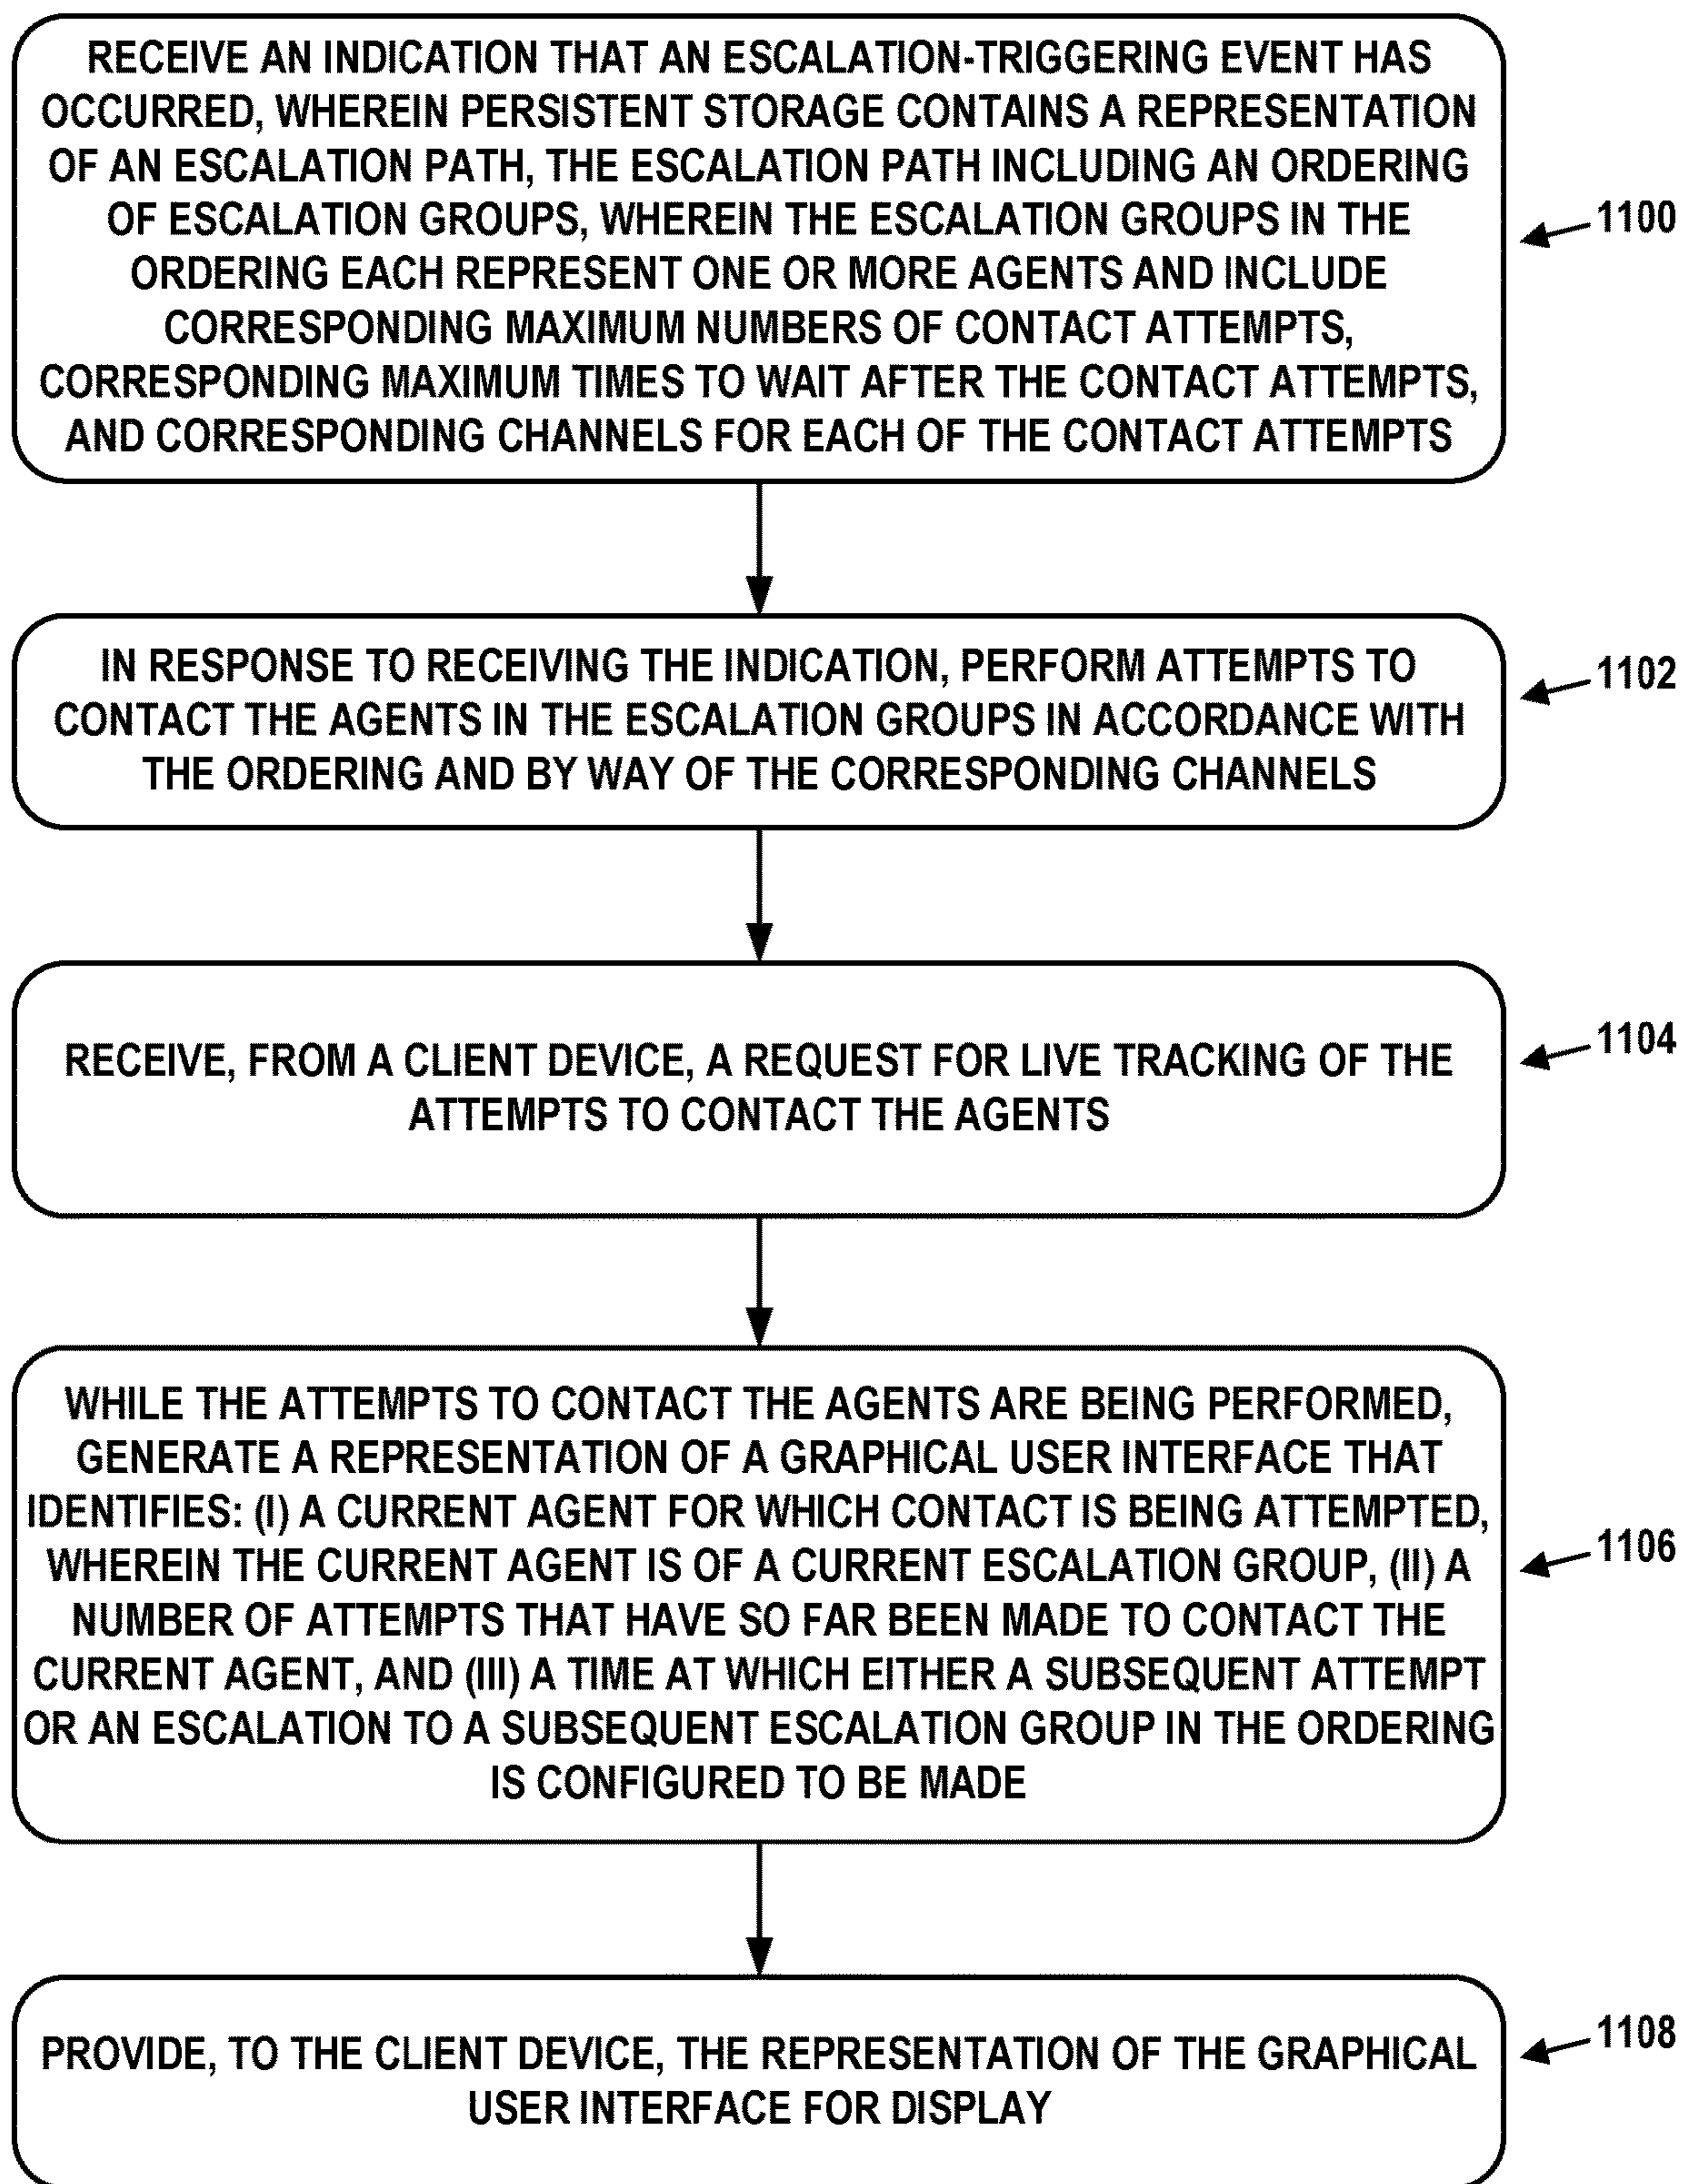 RECEIVE AN INDICATION THAT AN ESCALATION-TRIGGERING EVENT HAS
OCCURRED, WHEREIN PERSISTENT STORAGE CONTAINS A REPRESENTATION
OF AN ESCALATION PATH, THE ESCALATION PATH INCLUDING AN ORDERING
OF ESCALATION GROUPS, WHEREIN THE ESCALATION GROUPS IN THE
ORDERING EACH REPRESENT ONE OR MORE AGENTS AND INCLUDE
CORRESPONDING MAXIMUM NUMBERS OF CONTACT ATTEMPTS,
CORRESPONDING MAXIMUM TIMES TO WAIT AFTER THE CONTACT ATTEMPTS,
AND CORRESPONDING CHANNELS FOR EACH OF THE CONTACT ATTEMPTS
1100
IN RESPONSE TO RECEIVING THE INDICATION, PERFORM ATTEMPTS TO
CONTACT THE AGENTS IN THE ESCALATION GROUPS IN ACCORDANCE WITH
THE ORDERING AND BY WAY OF THE CORRESPONDING CHANNELS
1102
RECEIVE, FROM A CLIENT DEVICE, A REQUEST FOR LIVE TRACKING OF THE
ATTEMPTS TO CONTACT THE AGENTS
1104
WHILE THE ATTEMPTS TO CONTACT THE AGENTS ARE BEING PERFORMED,
GENERATE A REPRESENTATION OF A GRAPHICAL USER INTERFACE THAT
IDENTIFIES: (I) A CURRENT AGENT FOR WHICH CONTACT IS BEING ATTEMPTED,
WHEREIN THE CURRENT AGENT IS OF A CURRENT ESCALATION GROUP, (II) A
NUMBER OF ATTEMPTS THAT HAVE SO FAR BEEN MADE TO CONTACT THE
CURRENT AGENT, AND (III) A TIME AT WHICH EITHER A SUBSEQUENT ATTEMPT
OR AN ESCALATION TO A SUBSEQUENT ESCALATION GROUP IN THE ORDERING
IS CONFIGURED TO BE MADE
1106
PROVIDE, TO THE CLIENT DEVICE, THE REPRESENTATION OF THE GRAPHICAL
USER INTERFACE FOR DISPLAY
1108